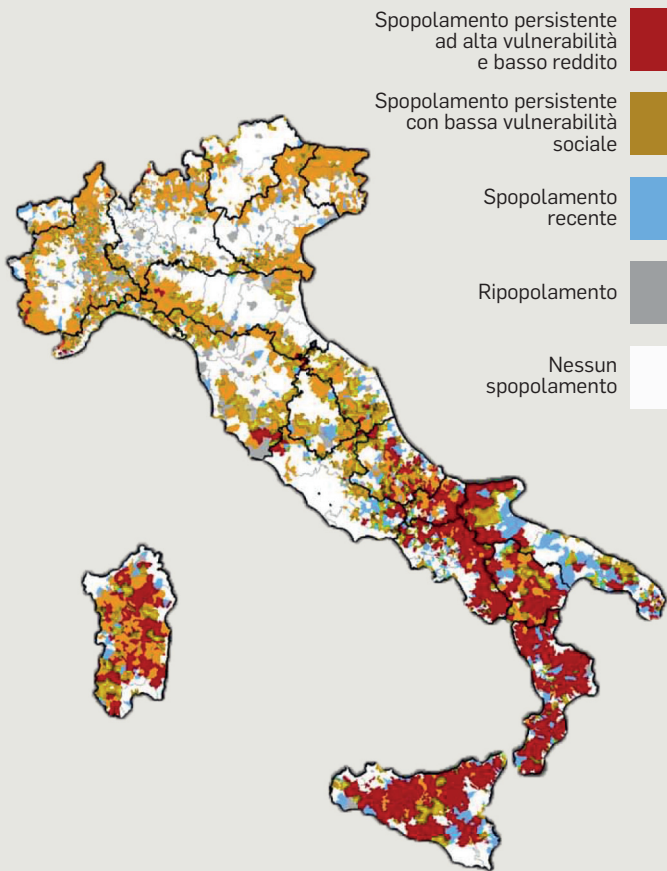 Spopolamento persistente
ad alta vulnerabilità
e basso reddito
Spopolamento persistente
con bassa vulnerabilità
sociale
Spopolamento
recente
Ripopolamento
Nessun
spopolamento